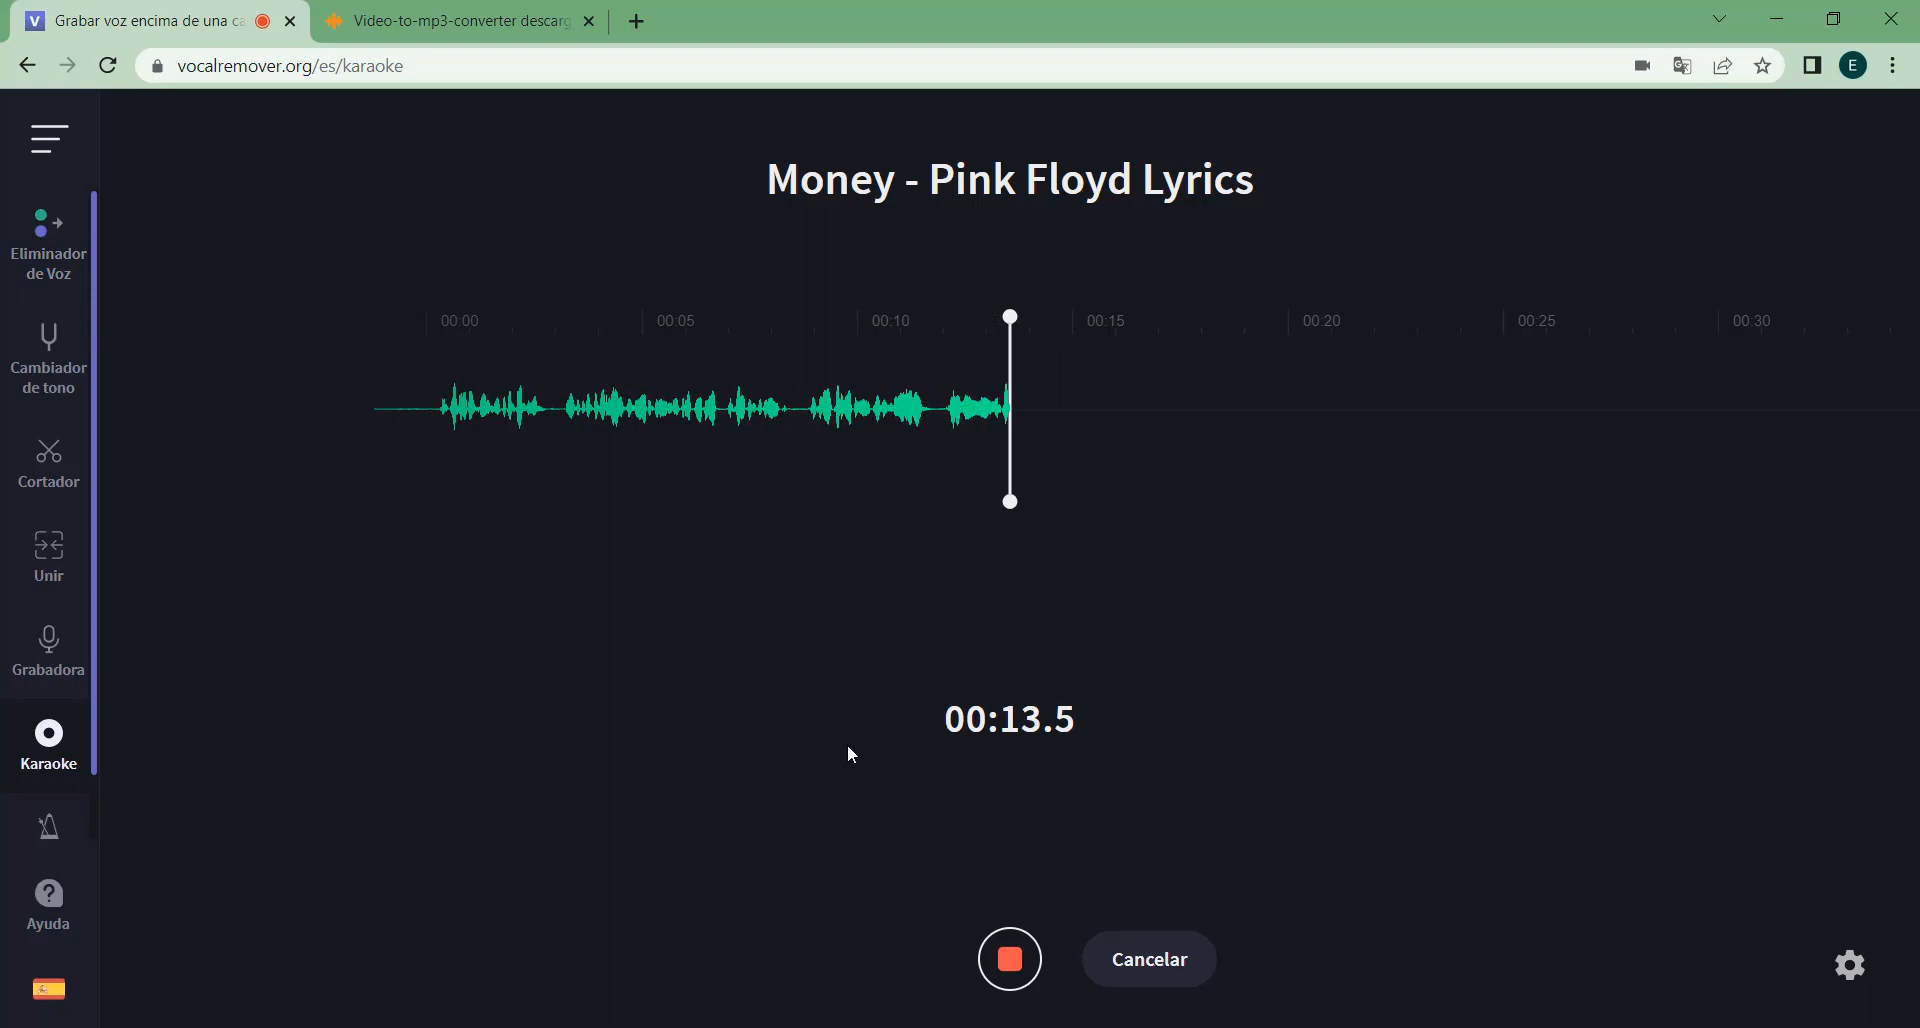 Grabar voz encima de una ca
Video-to-mp3-converter descarg
vocalremover.org/es/karaoke
E
Money - Pink Floyd Lyrics
Eliminador
de Voz
Cambiador
de tono
Cortador
Unir
Grabadora
Karaoke
Ayuda
00:00 00:05 00:10 00:15 00:20 00:25 00:30
00:13.5
Cancelar